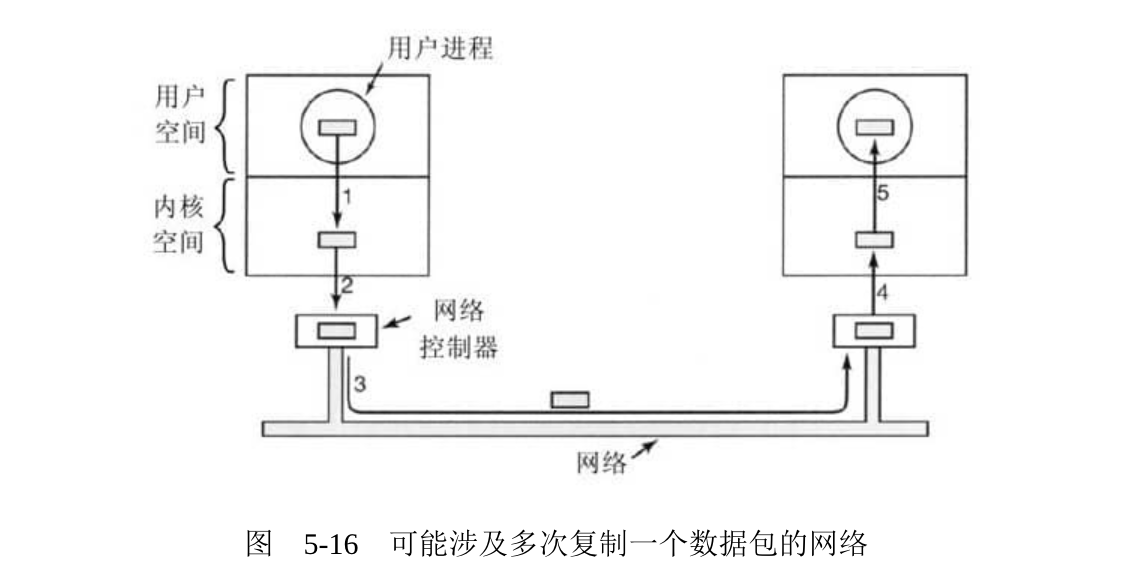 用户进程
用户
空间
1
5
内核
空间
2
4
网络
控制器
3
网络
图 5-16 可能涉及多次复制一个数据包的网络